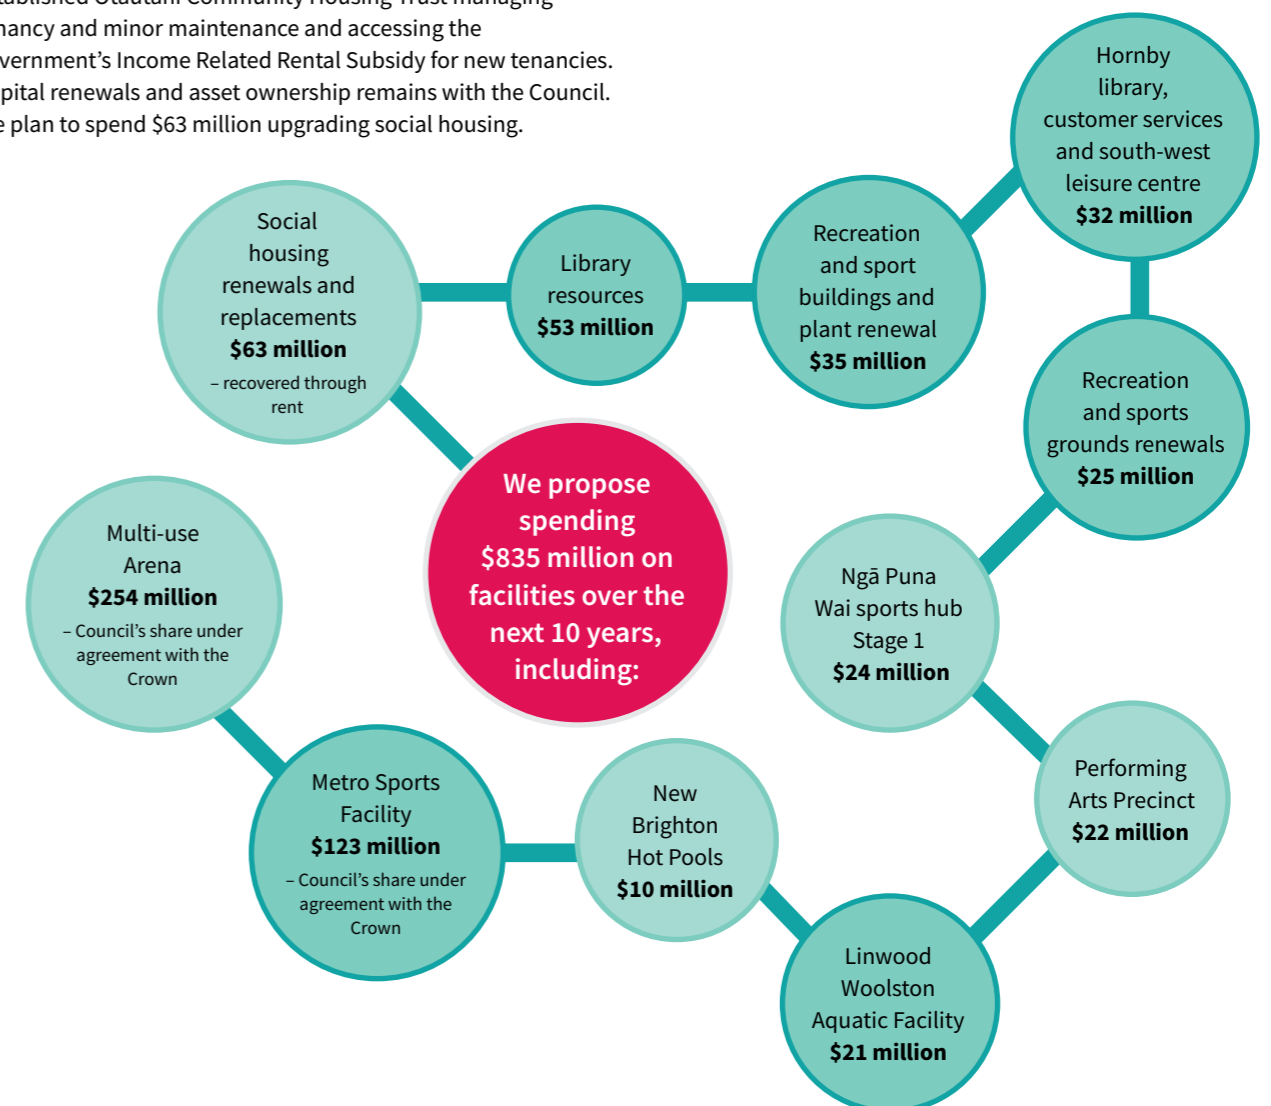 Community Housing Trust managing
and minor maintenance and accessing the
Income Related Rental Subsidy for new tenancies.
renewals and asset ownership remains with the Council.
plan to spend $63 million upgrading social housing.
Social
housing
renewals and
replacements
$63 million
– recovered through
rent
Library
resources
$53 million
Recreation
and sport
buildings and
plant renewal
$35 million
Hornby
library,
customer services
and south-west
leisure centre
$32 million
Recreation
and sports
grounds renewals
$25 million
Ngā Puna
Wai sports hub
Stage 1
$24 million
Performing
Arts Precinct
$22 million
Linwood
Woolston
Aquatic Facility
$21 million
New
Brighton
Hot Pools
$10 million
Metro Sports
Facility
$123 million
– Council’s share under
agreement with the
Crown
Multi-use
Arena
$254 million
– Council’s share under
agreement with the
Crown
We propose
spending
$835 million on
facilities over the
next 10 years,
including: